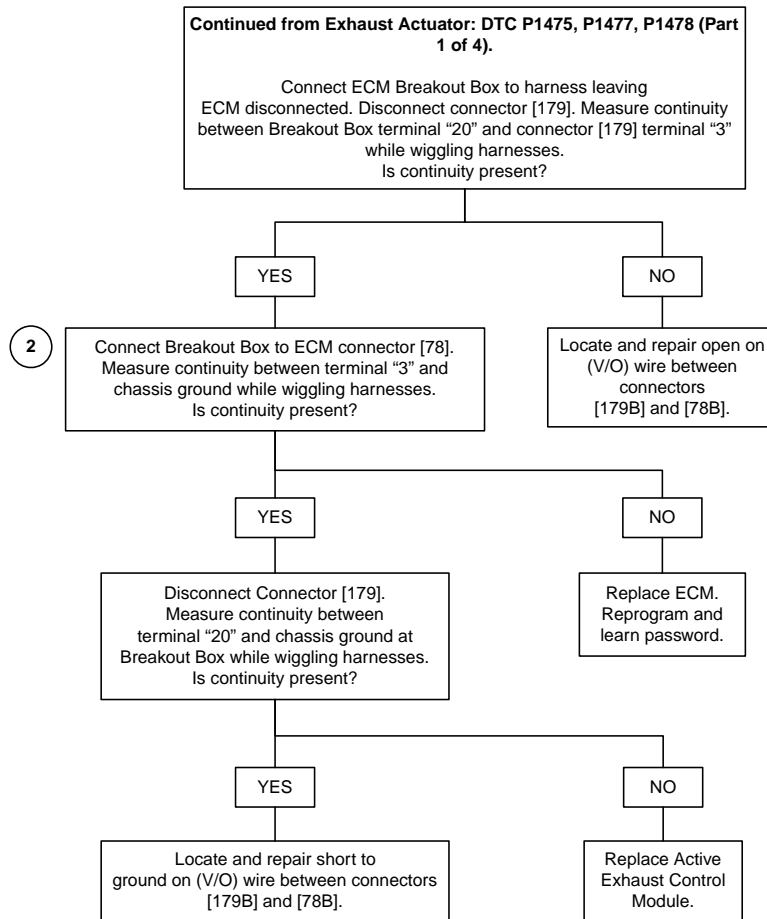 Continued from Exhaust Actuator: DTC P1475, P1477, P1478 (Part
1 of 4).
Connect ECM Breakout Box to harness leaving
ECM disconnected. Disconnect connector [179]. Measure continuity
between Breakout Box terminal “20” and connector [179] terminal “3”
while wiggling harnesses.
Is continuity present?
YES
NO
2
Connect Breakout Box to ECM connector [78].
Measure continuity between terminal “3” and
chassis ground while wiggling harnesses.
Is continuity present?
Locate and repair open on
(V/O) wire between
connectors
[179B] and [78B].
YES
NO
Disconnect Connector [179].
Measure continuity between
terminal “20” and chassis ground at
Breakout Box while wiggling harnesses.
Is continuity present?
Replace ECM.
Reprogram and
learn password.
YES
NO
Locate and repair short to
ground on (V/O) wire between connectors
[179B] and [78B].
Replace Active
Exhaust Control
Module.